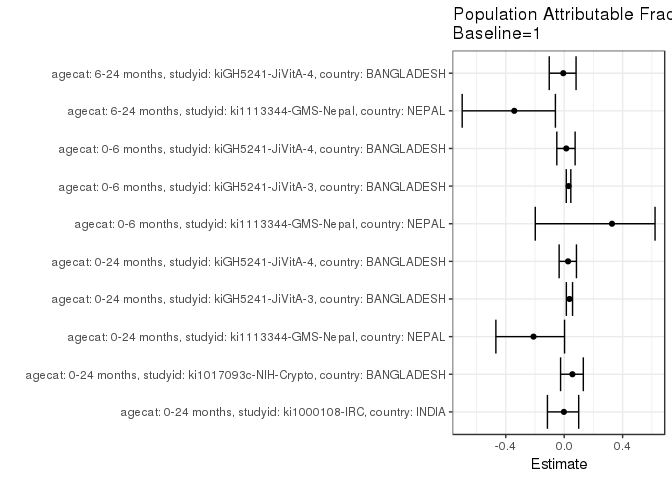 Population Attributable Frac
Baseline=1
agecat: 6-24 months, studyid: kiGH5241-JiVitA-4, country: BANGLADESH
agecat: 6-24 months, studyid: ki1113344-GMS-Nepal, country: NEPAL
agecat: 0-6 months, studyid: kiGH5241-JiVitA-4, country: BANGLADESH
agecat: 0-6 months, studyid: kiGH5241-JiVitA-3, country: BANGLADESH
agecat: 0-6 months, studyid: ki1113344-GMS-Nepal, country: NEPAL
agecat: 0-24 months, studyid: kiGH5241-JiVitA-4, country: BANGLADESH
agecat: 0-24 months, studyid: kiGH5241-JiVitA-3, country: BANGLADESH
agecat: 0-24 months, studyid: ki1113344-GMS-Nepal, country: NEPAL
agecat: 0-24 months, studyid: ki1017093c-NIH-Crypto, country: BANGLADESH
agecat: 0-24 months, studyid: ki1000108-IRC, country: INDIA
-0.4 0.0 0.4
Estimate